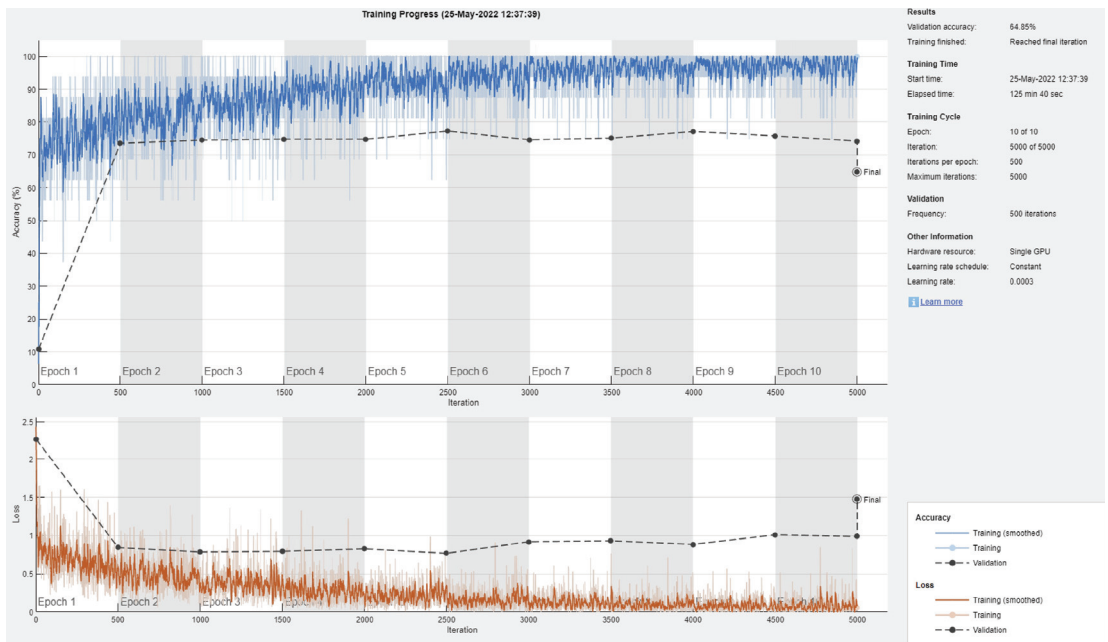 Training Progress (25-May-2022 12:37:39)
Accuracy (%)
100
90
80
70
60
50
40
30
20
10
0
Final
Epoch 1 Epoch 2 Epoch 3 Epoch 4 Epoch 5 Epoch 6 Epoch 7 Epoch 8 Epoch 9 Epoch 10
0 500 1000 1500 2000 2500 3000 3500 4000 4500 5000
Iteration
Loss
2.5
2
1.5
1
0.5
0
Final
Epoch 1 Epoch 2 Epoch 3
0 500 1000 1500 2000 2500 3000 3500 4000 4500 5000
Iteration
Results
Validation accuracy: 64.85%
Training finished: Reached final iteration
Training Time
Start time: 25-May-2022 12:37:39
Elapsed time: 125 min 40 sec
Training Cycle
Epoch: 10 of 10
Iteration: 5000 of 5000
Iterations per epoch: 500
Maximum iterations: 5000
Validation
Frequency: 500 iterations
Other Information
Hardware resource: Single GPU
Learning rate schedule: Constant
Learning rate: 0.0003
i Learn more
Accuracy
Training (smoothed)
Training
Validation
Loss
Training (smoothed)
Training
Validation